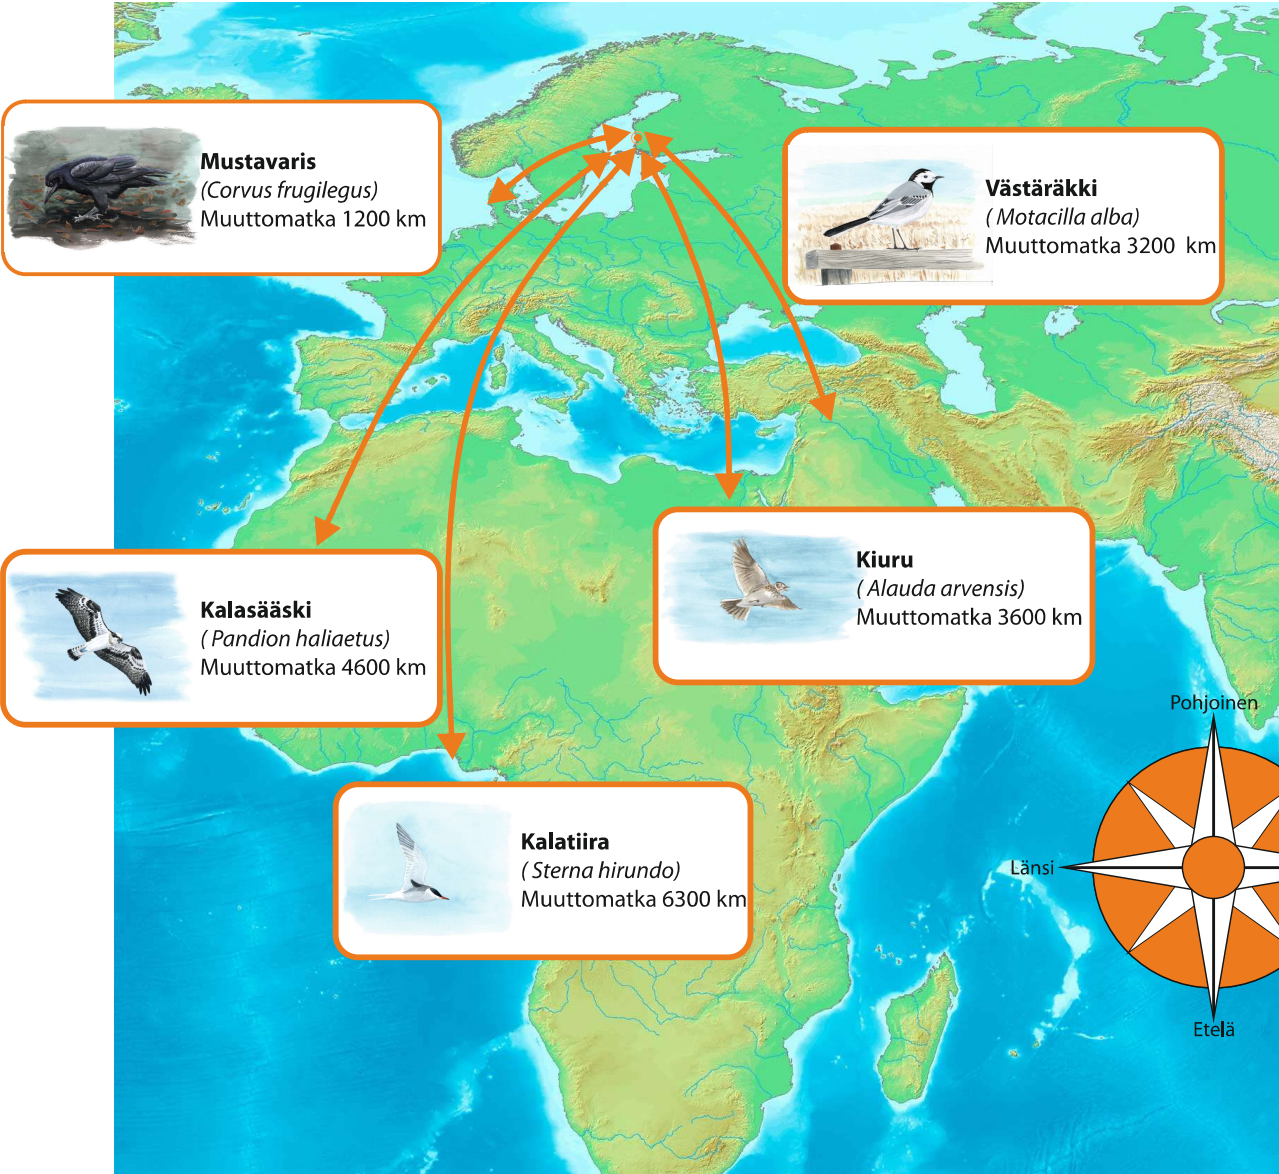 Mustavaris
(Corvus frugilegus)
Muuttomatka 1200 km
Västäräkki
( Motacilla alba)
Muuttomatka 3200 km
Kiuru
( Alauda arvensis)
Muuttomatka 3600 km
Kalasääski
( Pandion haliaetus)
Muuttomatka 4600 km
Kalatiira
( Sterna hirundo)
Muuttomatka 6300 km
Pohjoinen
Länsi
Etelä